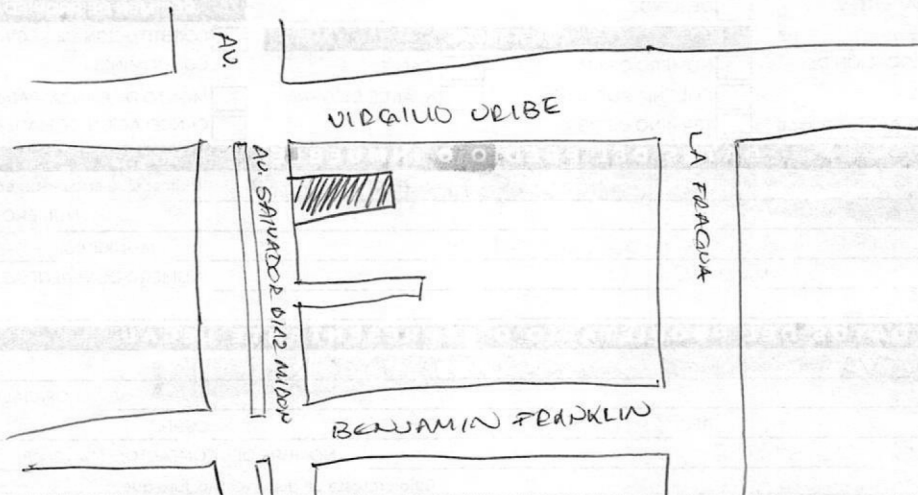 AV.
VIRGILIO URIBE
AV. SALVADOR DIAZ MIRON
LA FRAGUA
BENJAMIN FRANKLIN